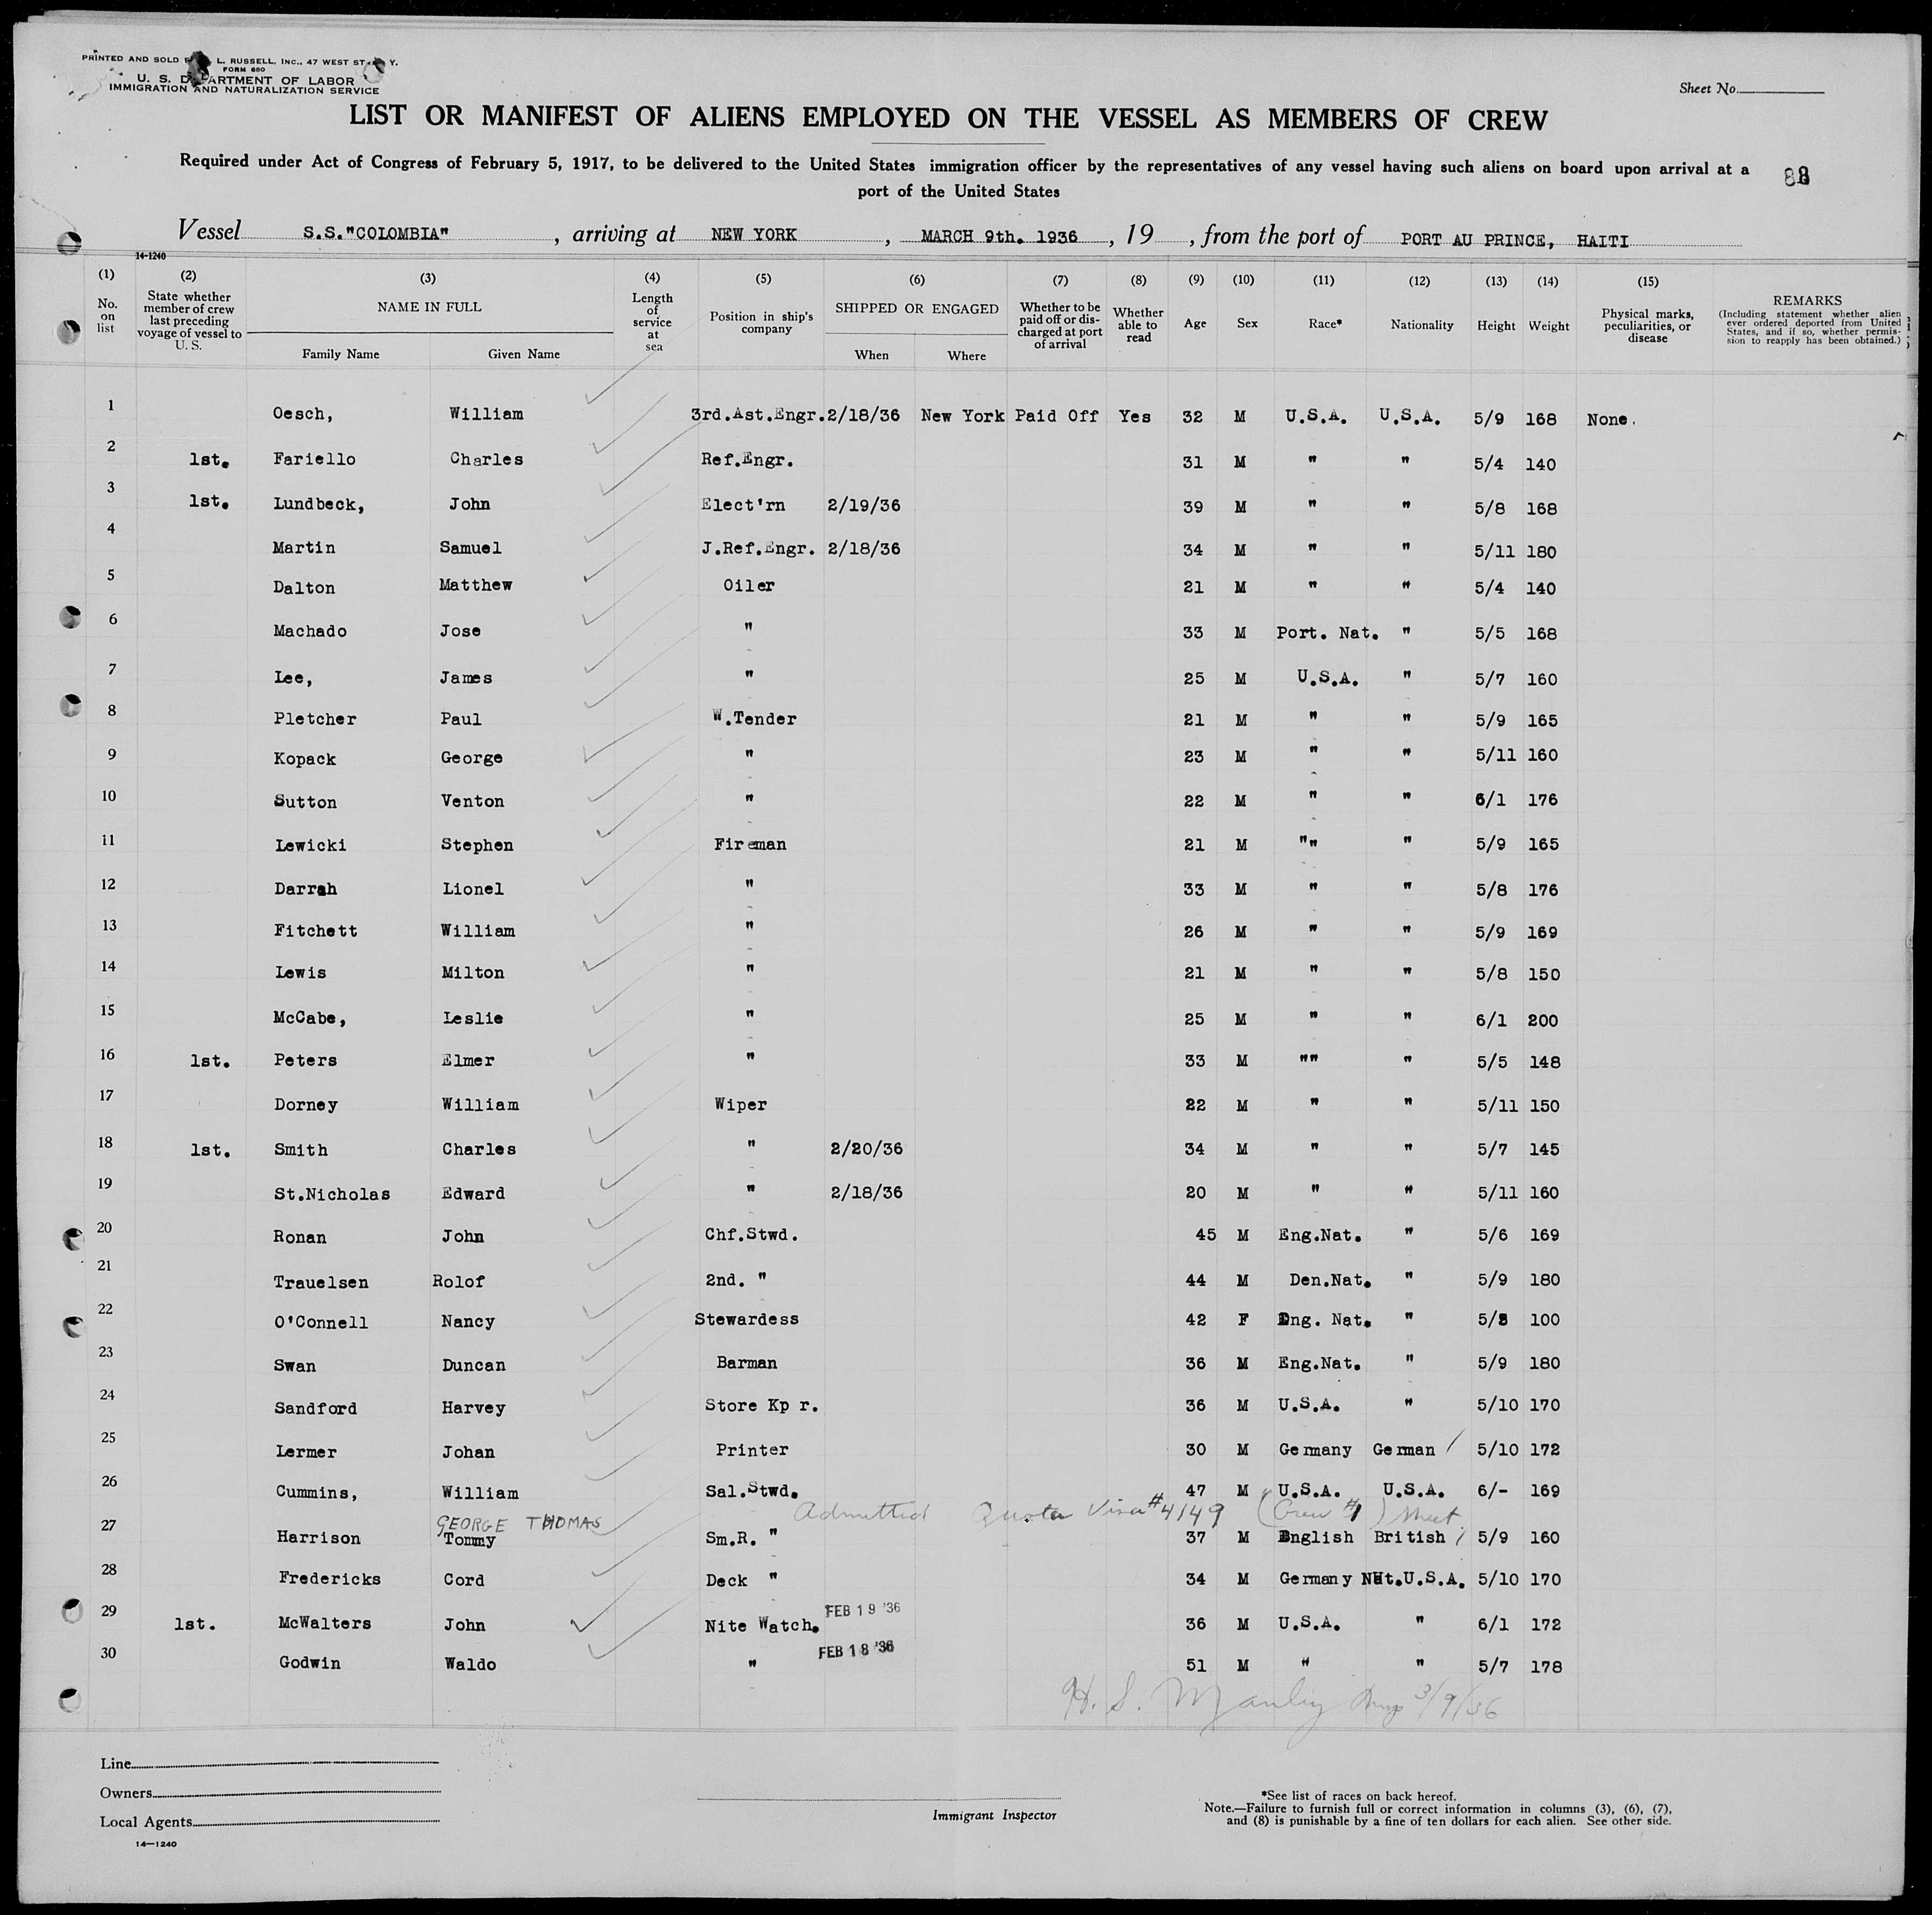 PRINTED AND SOLD L. RUSSELL, INC., 47 WEST ST Y.
FORM 680
U. S. DEPARTMENT OF LABOR
IMMIGRATION AND NATURALIZATION SERVICE
Sheet No.
LIST OR MANIFEST OF ALIENS EMPLOYED ON THE VESSEL AS MEMBERS OF CREW
Required under Act of Congress of February 5, 1917, to be delivered to the United States immigration officer by the representatives of any vessel having such aliens on board upon arrival at a
port of the United States
Vessel S.S."COLOMBIA", arriving at NEW YORK, MARCH 9th. 1936, 19 , from the port of PORT AU PRINCE, HAITI
14-1240
(1) (2) (3) (4) (5) (6) (7) (8) (9) (10) (11) (12) (13) (14) (15)
No. on list State whether member of crew last preceding voyage of vessel to U. S. NAME IN FULL Length of service at sea Position in ship's company SHIPPED OR ENGAGED Whether to be paid off or discharged at port of arrival Whether able to read Age Sex Race* Nationality Height Weight Physical marks, peculiarities, or disease REMARKS (Including statement whether alien ever ordered deported from United States, and if so, whether permission to reapply has been obtained.)
Family Name Given Name When Where
1 Oesch, William 3rd.Ast.Engr. 2/18/36 New York Paid Off Yes 32 M U.S.A. U.S.A. 5/9 168 None.
2 1st. Fariello Charles Ref.Engr. 31 M " " 5/4 140
3 1st. Lundbeck, John Elect'rn 2/19/36 39 M " " 5/8 168
4 Martin Samuel J.Ref.Engr. 2/18/36 34 M " " 5/11 180
5 Dalton Matthew Oiler 21 M " " 5/4 140
6 Machado Jose " 33 M Port. Nat. " 5/5 168
7 Lee, James " 25 M U.S.A. " 5/7 160
8 Pletcher Paul W.Tender 21 M " " 5/9 165
9 Kopack George " 23 M " " 5/11 160
10 Sutton Venton " 22 M " " 6/1 176
11 Lewicki Stephen Fireman 21 M "" " 5/9 165
12 Darrah Lionel " 33 M " " 5/8 176
13 Fitchett William " 26 M " " 5/9 169
14 Lewis Milton " 21 M " " 5/8 150
15 McCabe, Leslie " 25 M " " 6/1 200
16 1st. Peters Elmer " 33 M "" " 5/5 148
17 Dorney William Wiper 22 M " " 5/11 150
18 1st. Smith Charles " 2/20/36 34 M " " 5/7 145
19 St.Nicholas Edward " 2/18/36 20 M " " 5/11 160
20 Ronan John Chf.Stwd. 45 M Eng.Nat. " 5/6 169
21 Trauelsen Rolof 2nd. " 44 M Den.Nat. " 5/9 180
22 O'Connell Nancy Stewardess 42 F Eng. Nat. " 100
23 Swan Duncan Barman 36 M Eng.Nat. " 5/9 180
24 Sandford Harvey Store Kp r. 36 M U.S.A. " 5/10 170
25 Lermer Johan Printer 30 M Germany German / 5/10 172
26 Cummins, William Sal.Stwd. 47 M U.S.A. U.S.A. 6/- 169
GEORGE THOMAS Admitted Quota Visa #4149 (Crew #1) Sheet
27 Harrison Tommy Sm.R. " 37 M English British / 5/9 160
28 Fredericks Cord Deck " 34 M Germany Nat.U.S.A. 5/10 170
29 1st. McWalters John Nite Watch. FEB 19 '36 36 M U.S.A. " 6/1 172
30 Godwin Waldo " FEB 18 '36 51 M " " 5/7 178
H. S. Manley Insp 3/9/36
Line
Owners
Local Agents
14—1240
Immigrant Inspector
*See list of races on back hereof.
Note.—Failure to furnish full or correct information in columns (3), (6), (7),
and (8) is punishable by a fine of ten dollars for each alien. See other side.